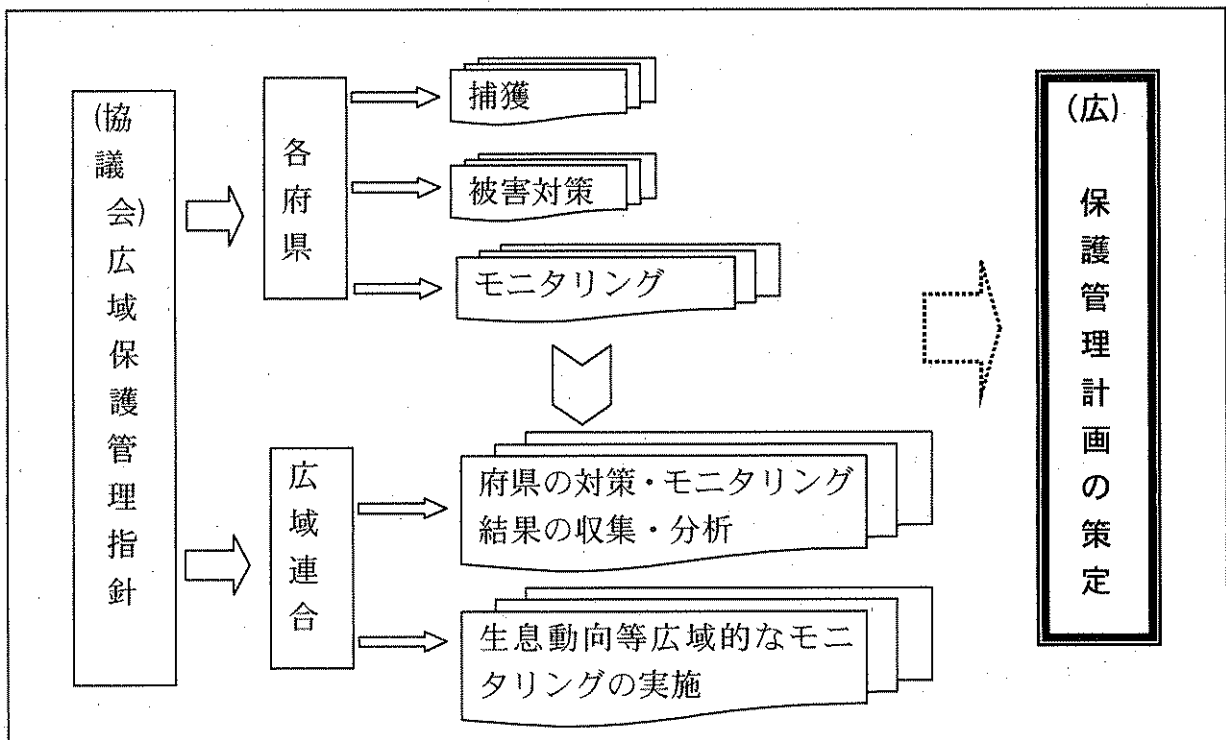 (協議会)広域保護管理指針
各府県
捕獲
被害対策
モニタリング
広域連合
府県の対策・モニタリング
結果の収集・分析
生息動向等広域的なモニ
タリングの実施
(広) 保護管理計画の策定